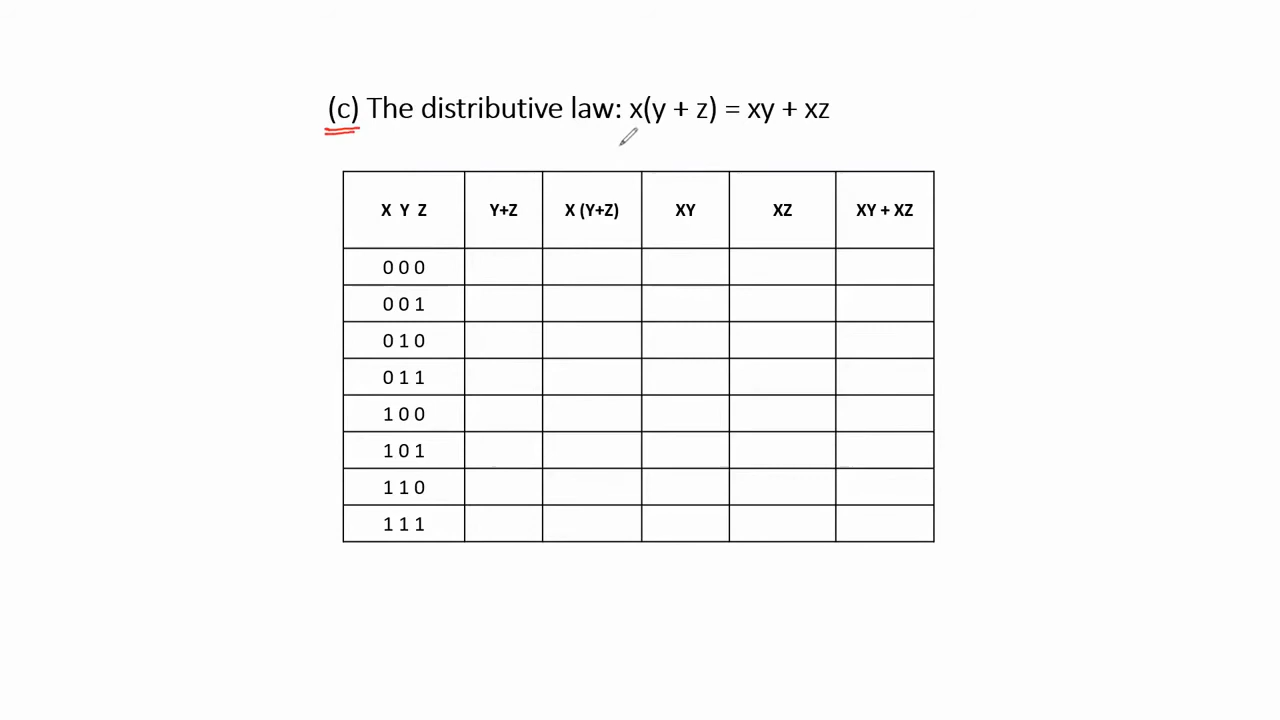 (c) The distributive law: x(y + z) = xy + xz
X Y Z Y+Z X (Y+Z) XY XZ XY + XZ
0 0 0
0 0 1
0 1 0
0 1 1
1 0 0
1 0 1
1 1 0
1 1 1